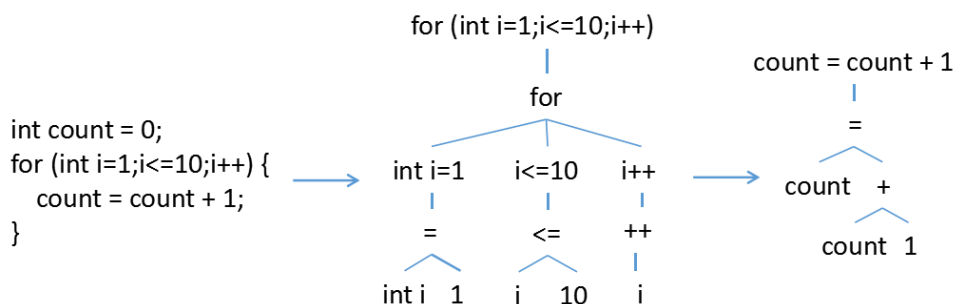 int count = 0;
for (int i=1;i<=10;i++) {
count = count + 1;
}
for (int i=1;i<=10;i++)
for
int i=1 i<=10 i++
= <= ++
int i 1 i 10 i
count = count + 1
=
count +
count 1